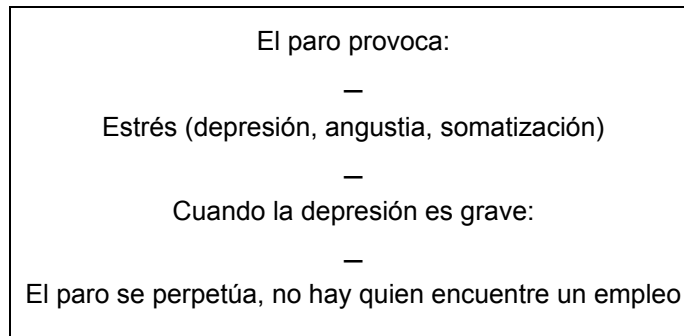 El paro provoca:
–
Estrés (depresión, angustia, somatización)
–
Cuando la depresión es grave:
–
El paro se perpetúa, no hay quien encuentre un empleo